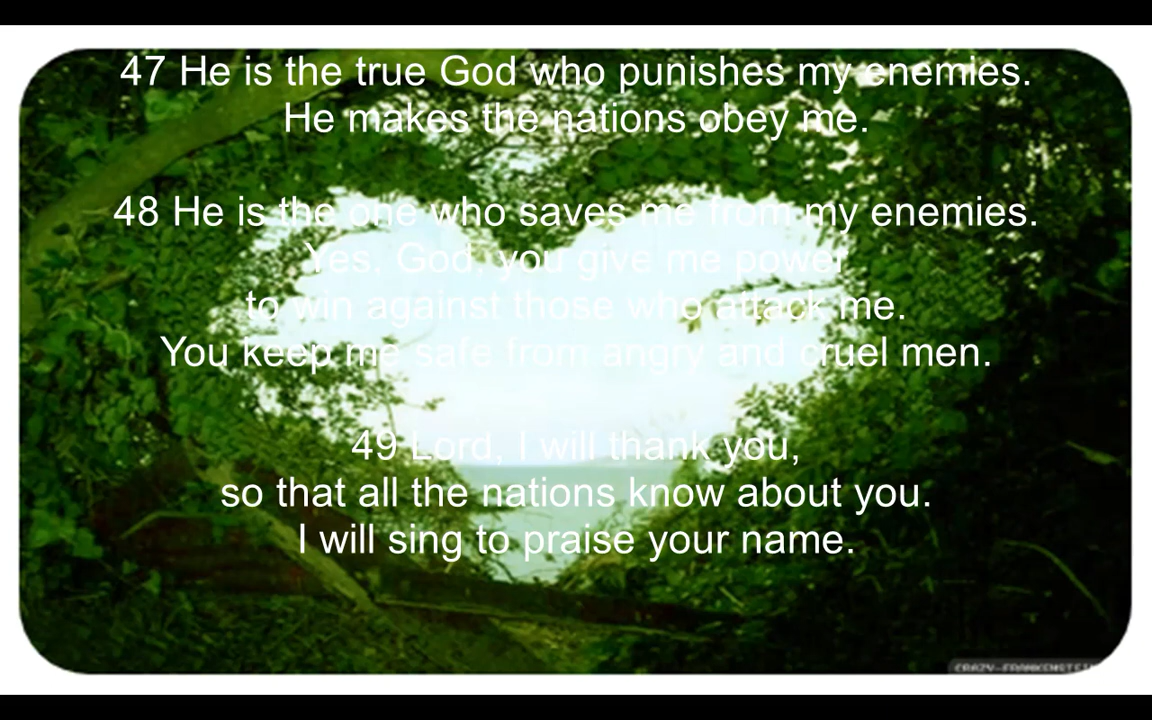 47 He is the true God who punishes my enemies.
He makes the nations obey me.
48 He is the one who saves me from my enemies.
Yes. God, you give me power
to win against those who attack me.
You keep me safe from angry and cruel men.
49 Lord, I will thank you,
so that all the nations know about you.
I will sing to praise your name.
CRAZY-FRANKENSTEIN